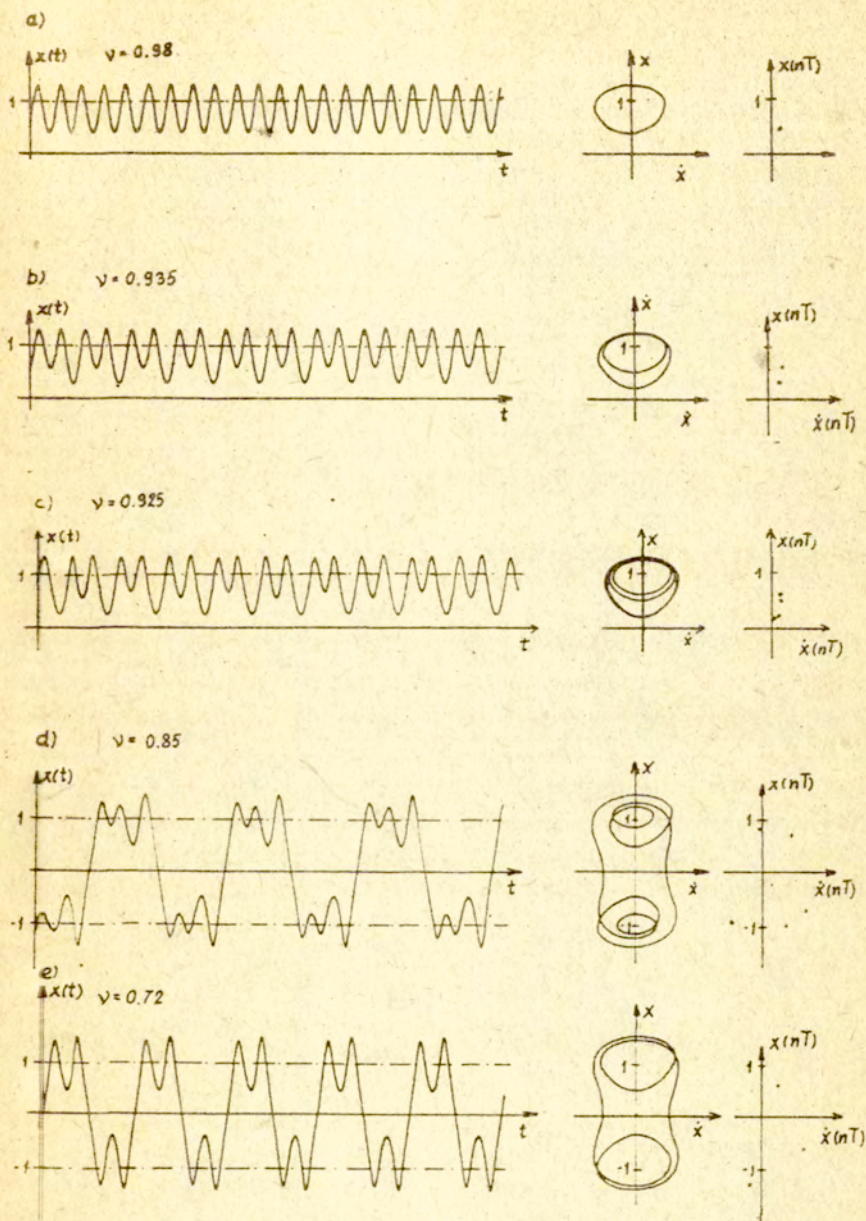 a)
x(t) ν = 0.98 x x(nT)
1 1 1
t ẋ
b) ν = 0.935
x(t) x x(nT)
1 1
t ẋ ẋ(nT)
c) ν = 0.925
x(t) x x(nT)
1 1 1
t ẋ ẋ(nT)
d) ν = 0.85
x(t) x x(nT)
1 1 1
t ẋ ẋ(nT)
-1 -1 -1
e)
x(t) ν = 0.72 x x(nT)
1 1 1
t ẋ ẋ(nT)
-1 -1 -1